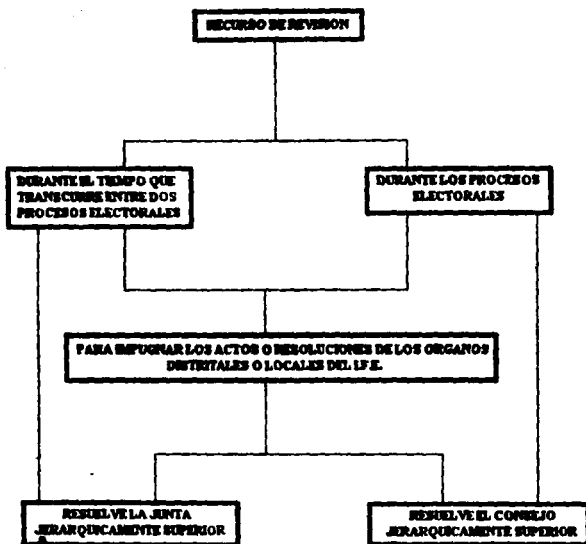 RECURSO DE REVISION
DURANTE EL TIEMPO QUE
TRANSCURRE ENTRE DOS
PROCESOS ELECTORALES
DURANTE LOS PROCESOS
ELECTORALES
PARA IMPUGNAR LOS ACTOS O RESOLUCIONES DE LOS ORGANOS
DISTRITALES O LOCALES DEL I.F.E.
RESUELVE LA JUNTA
JERARQUICAMENTE SUPERIOR
RESUELVE EL CONSEJO
JERARQUICAMENTE SUPERIOR